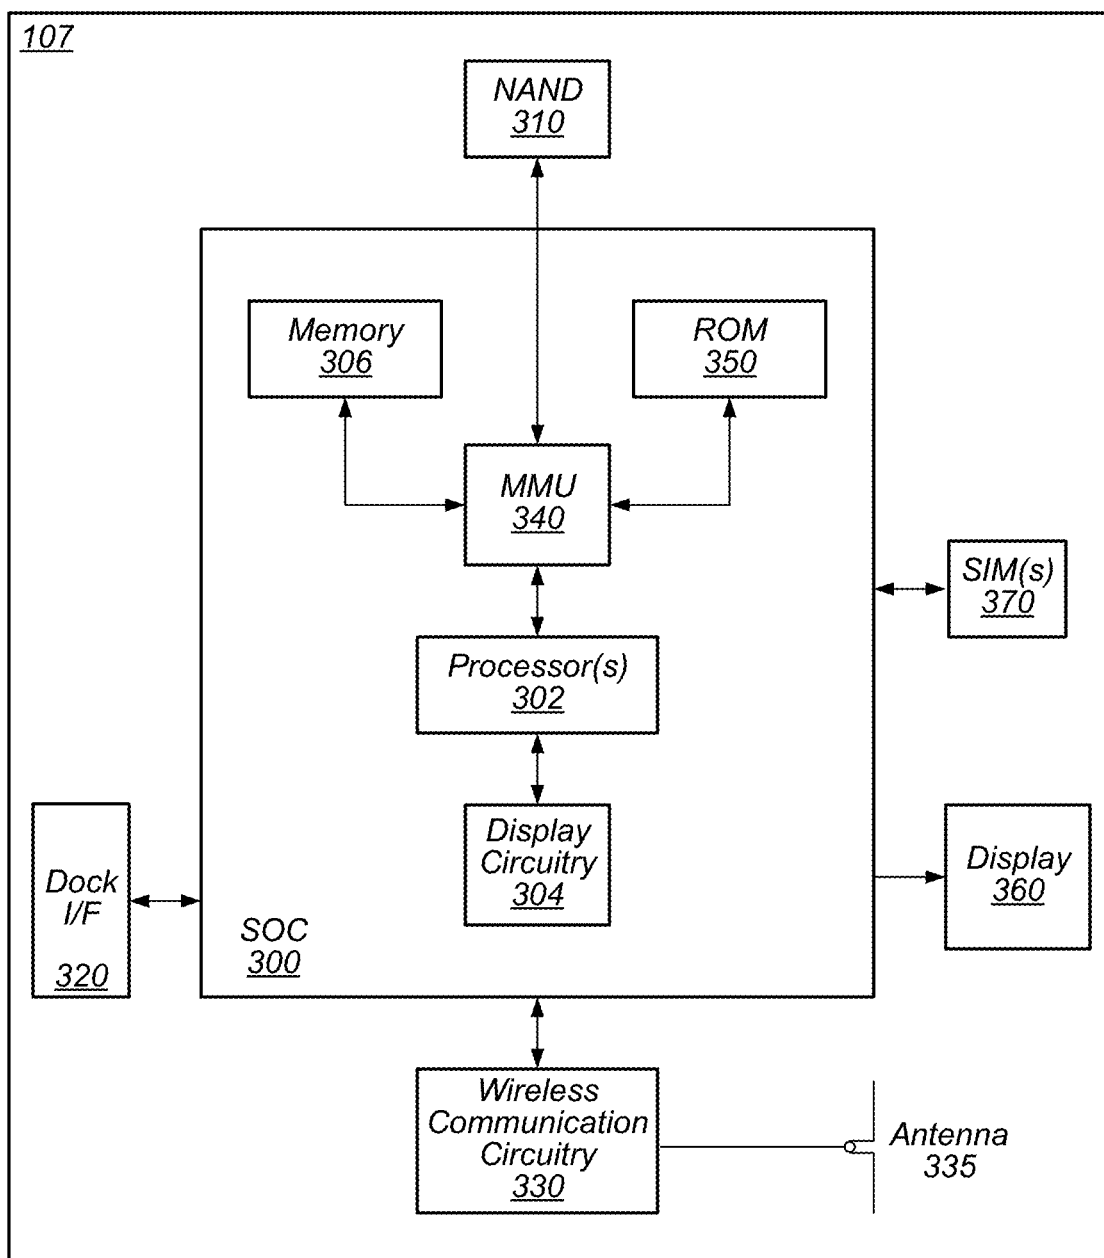 107
NAND
310
Memory
306
ROM
350
MMU
340
SIM(s)
370
Processor(s)
302
Display
Circuitry
304
Dock
I/F
320
SOC
300
Display
360
Wireless
Communication
Circuitry
330
Antenna
335